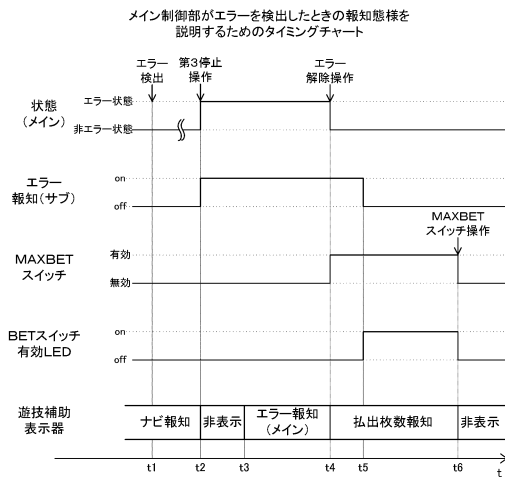 メイン制御部がエラーを検出したときの報知態様を
説明するためのタイミングチャート
エラー
検出
第3停止
操作
エラー
解除操作
状態
(メイン)
エラー状態
非エラー状態
エラー
報知(サブ)
on
off
MAXBET
スイッチ操作
MAXBET
スイッチ
有効
無効
BETスイッチ
有効LED
on
off
遊技補助
表示器
ナビ報知
非表示
エラー報知
(メイン)
払出枚数報知
非表示
t1
t2
t3
t4
t5
t6
t